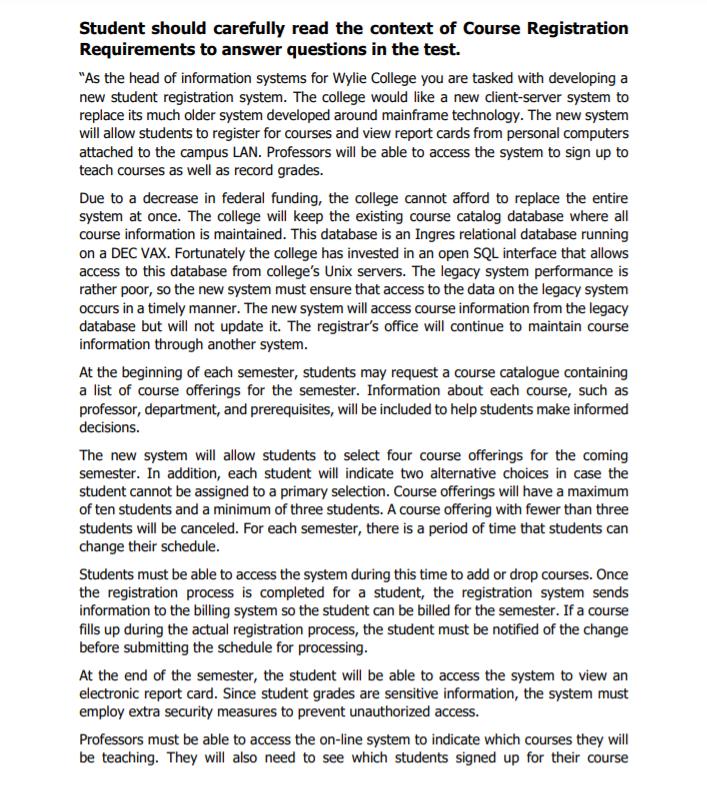 Student should carefully read the context of Course Registration
Requirements to answer questions in the test.
"As the head of information systems for Wylie College you are tasked with developing a
new student registration system. The college would like a new client-server system to
replace its much older system developed around mainframe technology. The new system
will allow students to register for courses and view report cards from personal computers
attached to the campus LAN. Professors will be able to access the system to sign up to
teach courses as well as record grades.
Due to a decrease in federal funding, the college cannot afford to replace the entire
system at once. The college will keep the existing course catalog database where all
course information is maintained. This database is an Ingres relational database running
on a DEC VAX. Fortunately the college has invested in an open SQL interface that allows
access to this database from college's Unix servers. The legacy system performance is
rather poor, so the new system must ensure that access to the data on the legacy system
occurs in a timely manner. The new system will access course information from the legacy
database but will not update it. The registrar's office will continue to maintain course
information through another system.
At the beginning of each semester, students may request a course catalogue containing
a list of course offerings for the semester. Information about each course, such as
professor, department, and prerequisites, will be included to help students make informed
decisions.
The new system will allow students to select four course offerings for the coming
semester. In addition, each student will indicate two alternative choices in case the
student cannot be assigned to a primary selection. Course offerings will have a maximum
of ten students and a minimum of three students. A course offering with fewer than three
students will be canceled. For each semester, there is a period of time that students can
change their schedule.
Students must be able to access the system during this time to add or drop courses. Once
the registration process is completed for a student, the registration system sends
information to the billing system so the student can be billed for the semester. If a course
fills up during the actual registration process, the student must be notified of the change
before submitting the schedule for processing.
At the end of the semester, the student will be able to access the system to view an
electronic report card. Since student grades are sensitive information, the system must
employ extra security measures to prevent unauthorized access.
Professors must be able to access the on-line system to indicate which courses they will
be teaching. They will also need to see which students signed up for their course